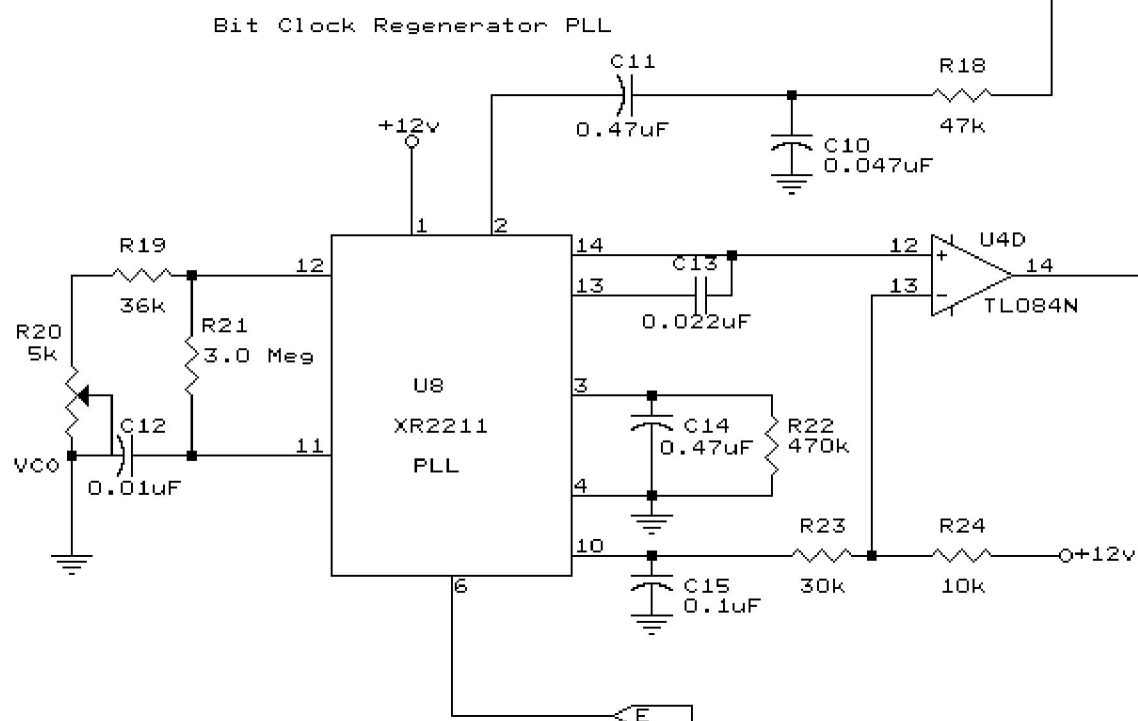 Bit Clock Regenerator PLL
C11
0.47uF
R18
47k
+12v
C10
0.047uF
1
2
R19
36k
12
14
C13
13
0.022uF
12
+
13
-
U4D
14
TL084N
R20
5k
R21
3.0 Meg
U8
XR2211
PLL
3
C14
0.47uF
R22
470k
C12
0.01uF
VCO
11
4
10
R23
30k
R24
10k
+12v
C15
0.1uF
6
E